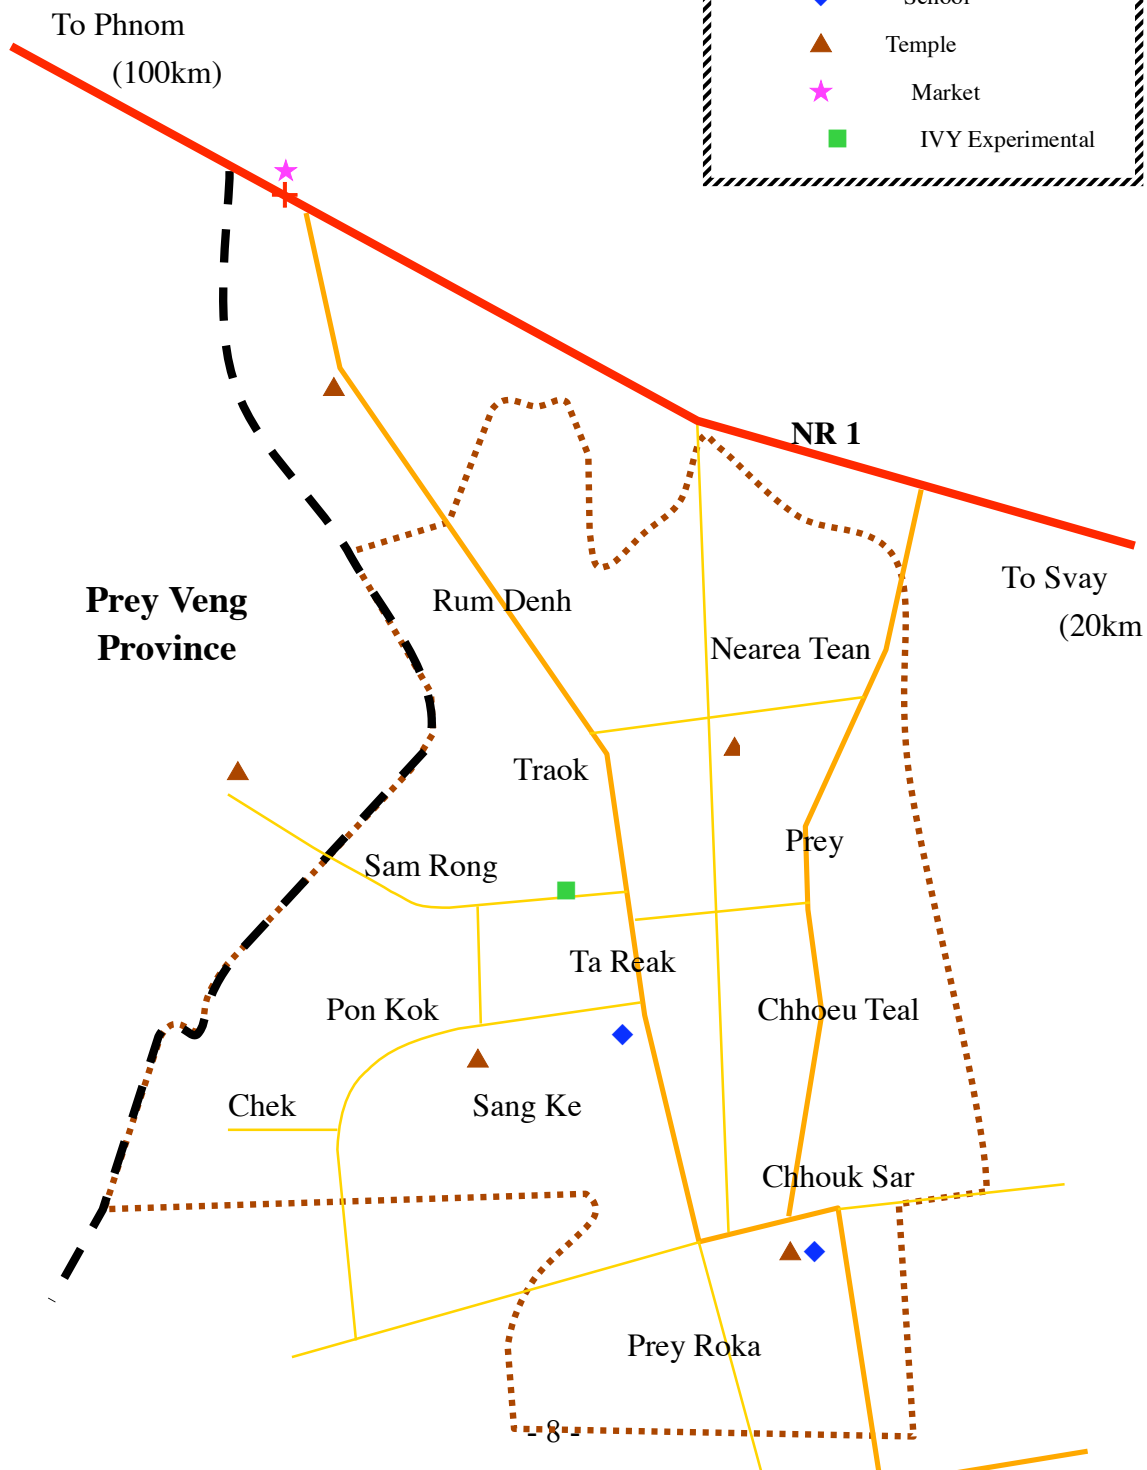 To Phnom
School
(100km)
Temple
Market
IVY Experimental
NR 1
To Svay
(20km
Prey Veng
Province
Rum Denh
Nearea Tean
Traok
Prey
Sam Rong
Ta Reak
Pon Kok
Chhoeu Teal
Chek
Sang Ke
Chhouk Sar
Prey Roka
- 8 -